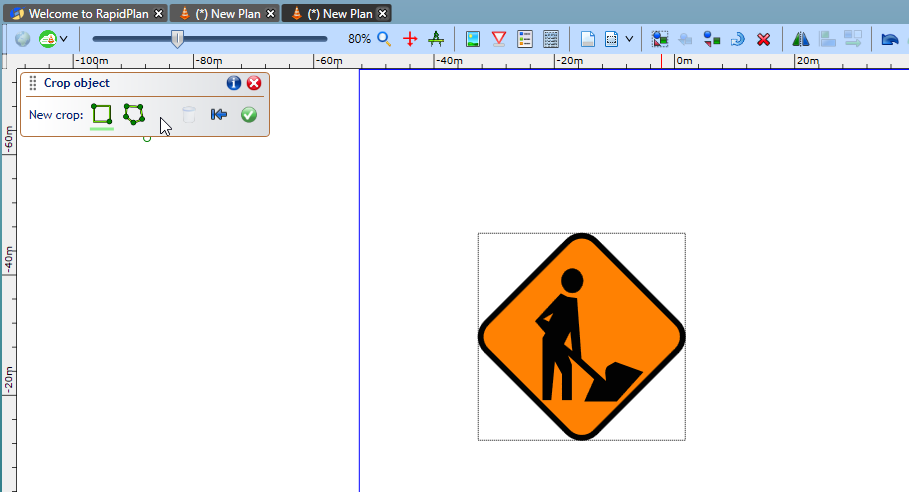 Welcome to RapidPlan
(*) New Plan
(*) New Plan
80%
-100m
-80m
-60m
-40m
-20m
0m
20m
Crop object
New crop:
-60m
-40m
-20m